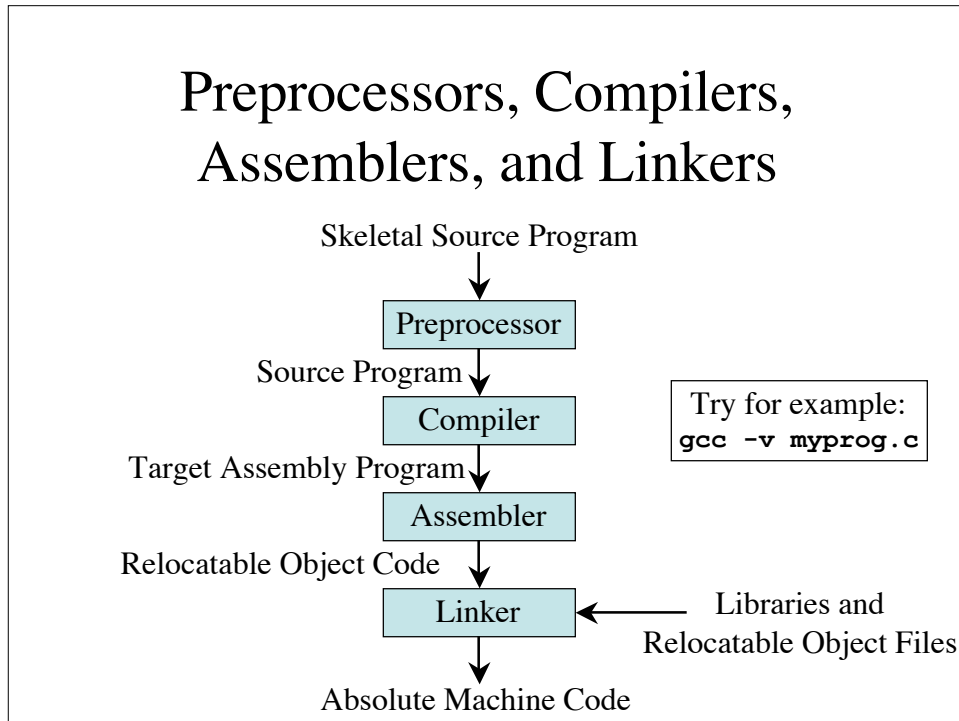 Preprocessors, Compilers,
Assemblers, and Linkers
Skeletal Source Program
Preprocessor
Source Program
Compiler
Try for example:
gcc -v myprog.c
Target Assembly Program
Assembler
Relocatable Object Code
Linker
Libraries and
Relocatable Object Files
Absolute Machine Code